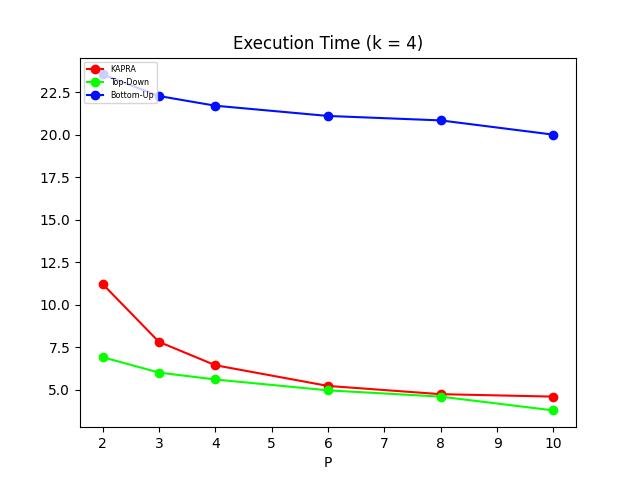 Execution Time (k = 4)
KAPRA
Top-Down
Bottom-Up
22.5
20.0
17.5
15.0
12.5
10.0
7.5
5.0
2 3 4 5 6 7 8 9 10
P